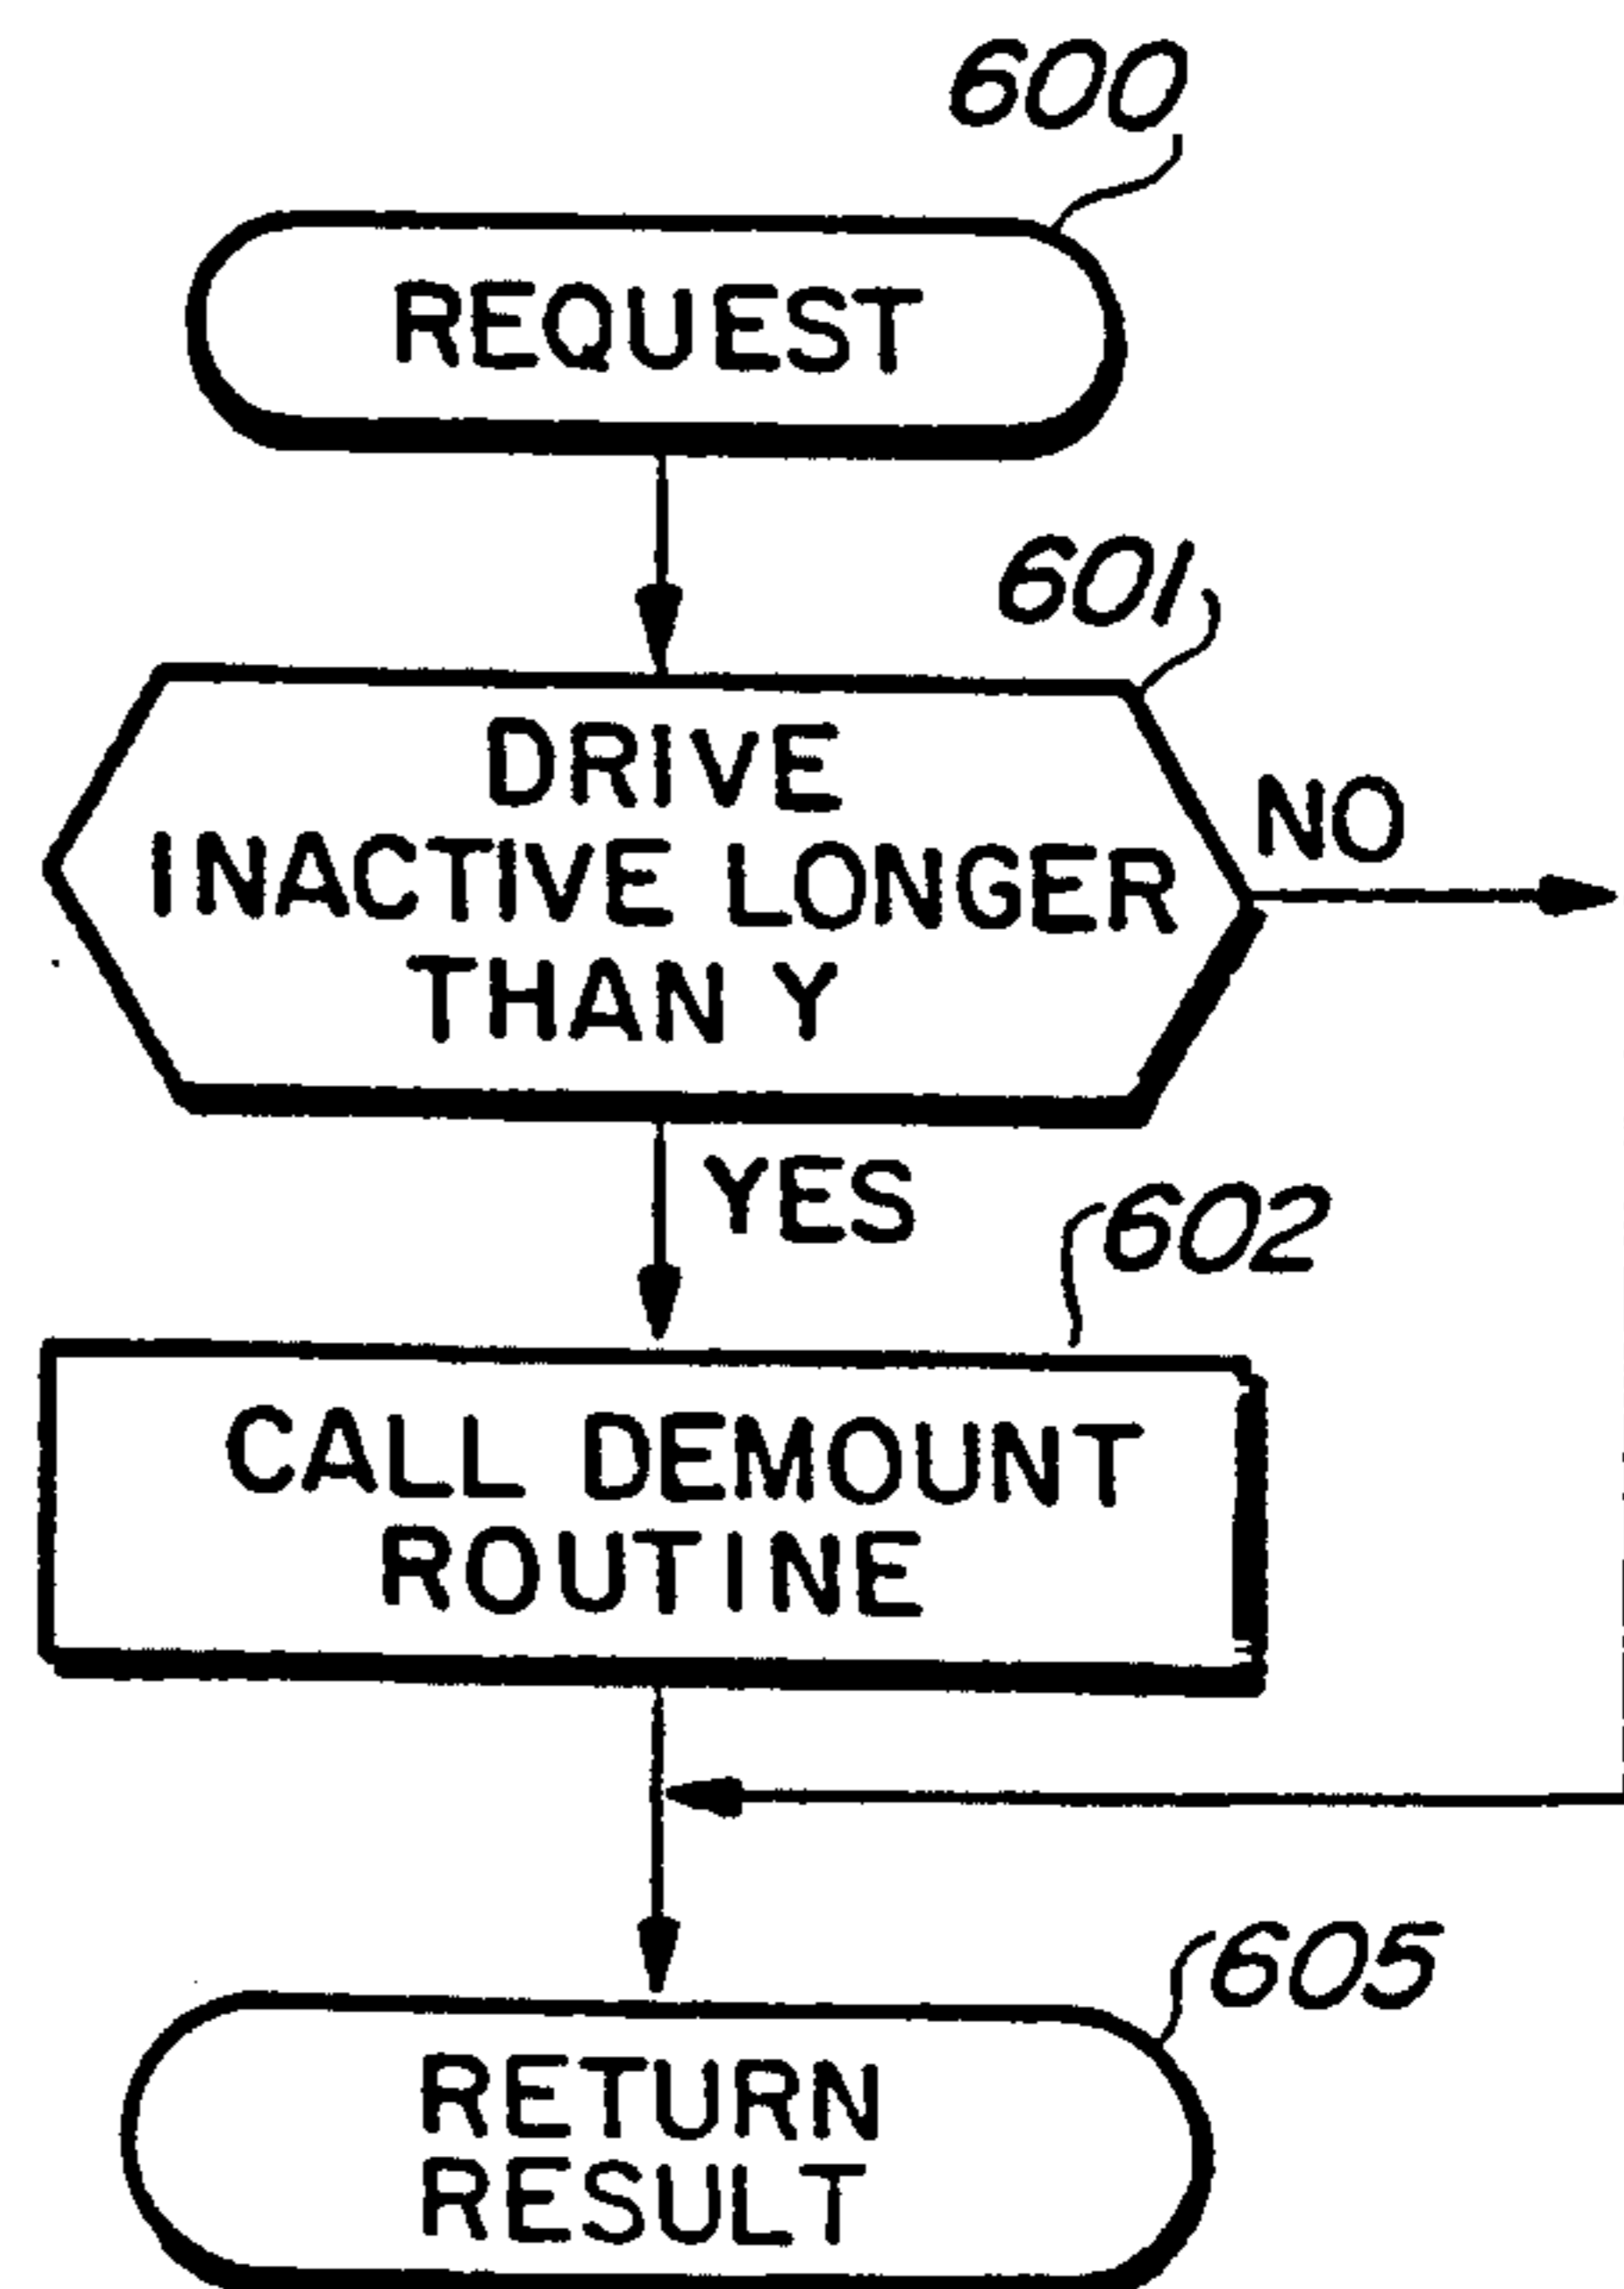 600
REQUEST
601
DRIVE
INACTIVE LONGER
THAN Y
NO
YES
602
CALL DEMOUNT
ROUTINE
605
RETURN
RESULT